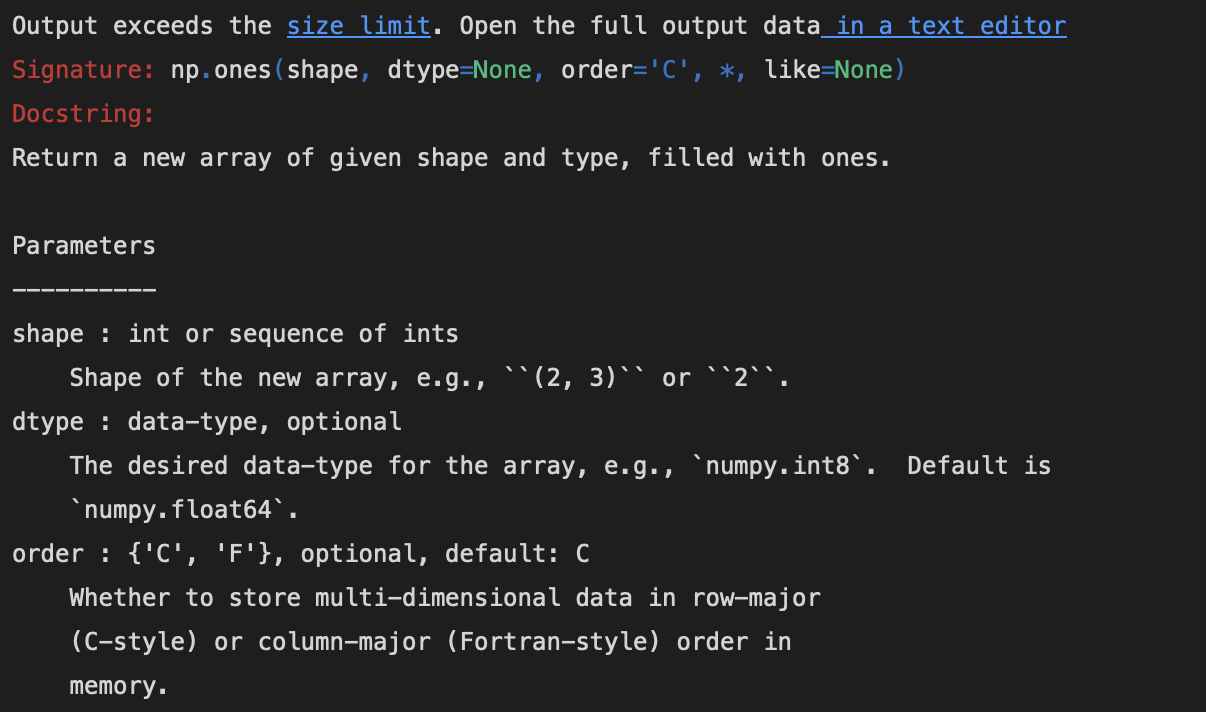 Output exceeds the size limit. Open the full output data in a text editor
Signature: np.ones(shape, dtype=None, order='C', *, like=None)
Docstring:
Return a new array of given shape and type, filled with ones.
Parameters
----------
shape : int or sequence of ints
    Shape of the new array, e.g., ``(2, 3)`` or ``2``.
dtype : data-type, optional
    The desired data-type for the array, e.g., `numpy.int8`.  Default is
    `numpy.float64`.
order : {'C', 'F'}, optional, default: C
    Whether to store multi-dimensional data in row-major
    (C-style) or column-major (Fortran-style) order in
    memory.